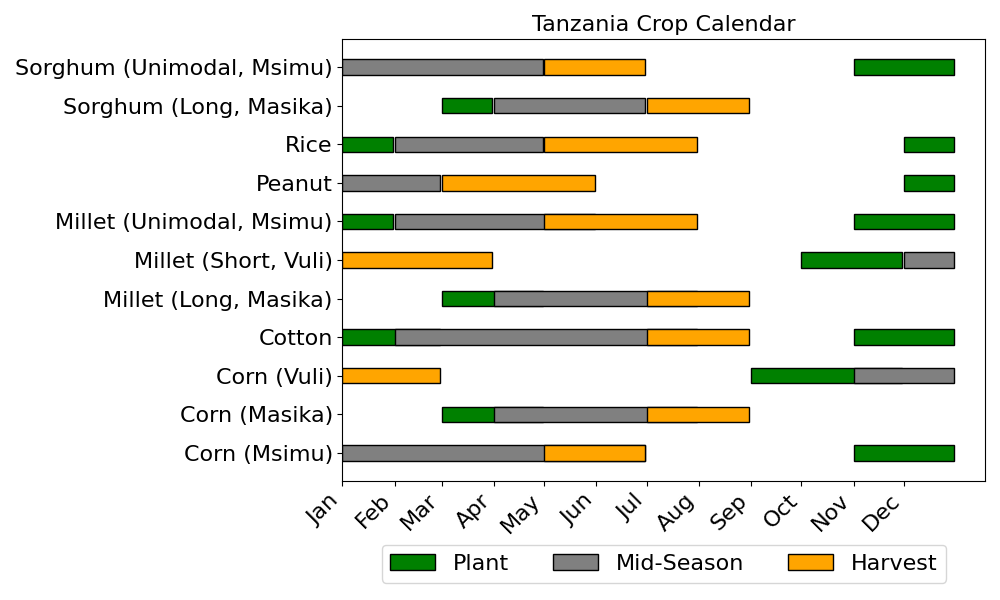 Tanzania Crop Calendar
Sorghum (Unimodal, Msimu)
Sorghum (Long, Masika)
Rice
Peanut
Millet (Unimodal, Msimu)
Millet (Short, Vuli)
Millet (Long, Masika)
Cotton
Corn (Vuli)
Corn (Masika)
Corn (Msimu)
Jan Feb Mar Apr May Jun Jul Aug Sep Oct Nov Dec
Plant Mid-Season Harvest